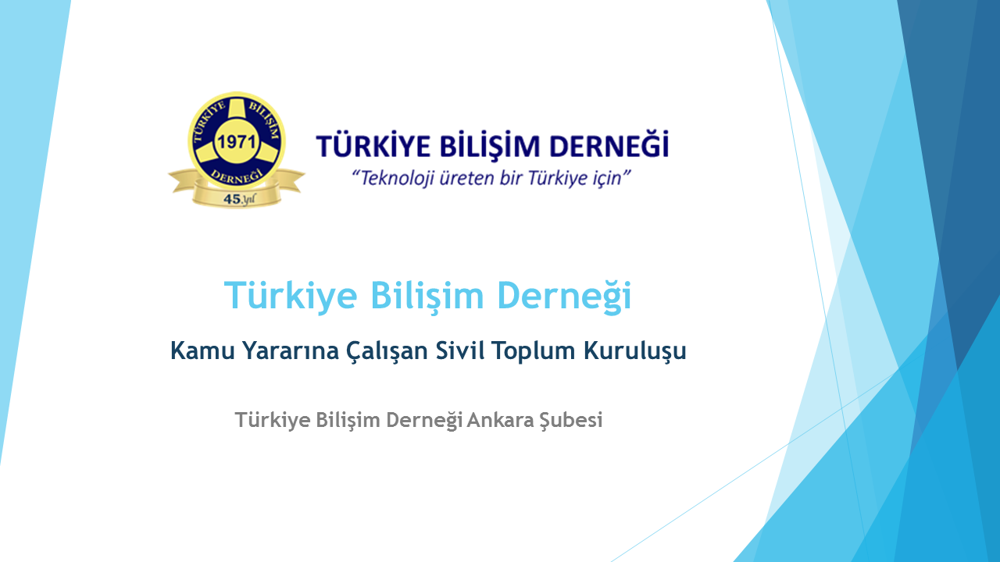 TÜRKİYE BİLİŞİM
1971
DERNEĞİ
45.Yıl
TÜRKİYE BİLİŞİM DERNEĞİ
“Teknoloji üreten bir Türkiye için”
Türkiye Bilişim Derneği
Kamu Yararına Çalışan Sivil Toplum Kuruluşu
Türkiye Bilişim Derneği Ankara Şubesi